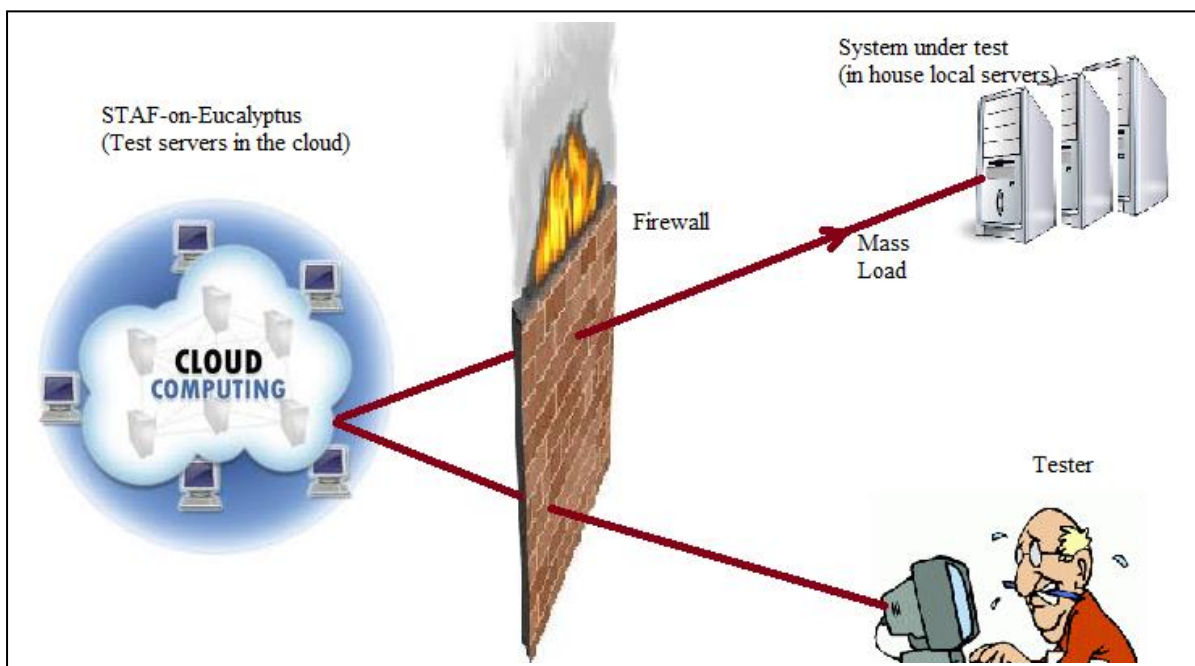 System under test
(in house local servers)
STAF-on-Eucalyptus
(Test servers in the cloud)
Firewall
Mass
Load
CLOUD
COMPUTING
Tester